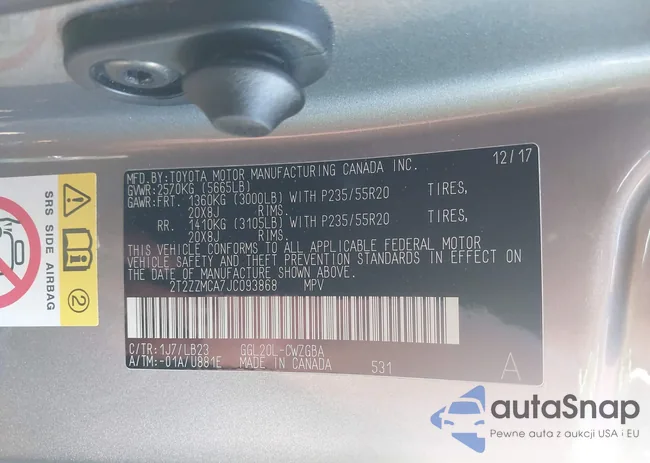 MFD.BY:TOYOTA MOTOR MANUFACTURING CANADA INC. 12/17
GVWR:2570KG (5665LB)
GAWR:FRT. 1360KG (3000LB) WITH P235/55R20 TIRES,
20X8J RIMS.
RR. 1410KG (3105LB) WITH P235/55R20 TIRES,
20X8J RIMS.
THIS VEHICLE CONFORMS TO ALL APPLICABLE FEDERAL MOTOR
VEHICLE SAFETY AND THEFT PREVENTION STANDARDS IN EFFECT ON
THE DATE OF MANUFACTURE SHOWN ABOVE.
2T2ZZMCA7JC093868 MPV
C/TR:1J7/LB23 GGL20L-CWZGBA
A/TM:-01A/U881E MADE IN CANADA 531 A
SRS SIDE AIRBAG
2
autaSnap
Pewne auta z aukcji USA i EU